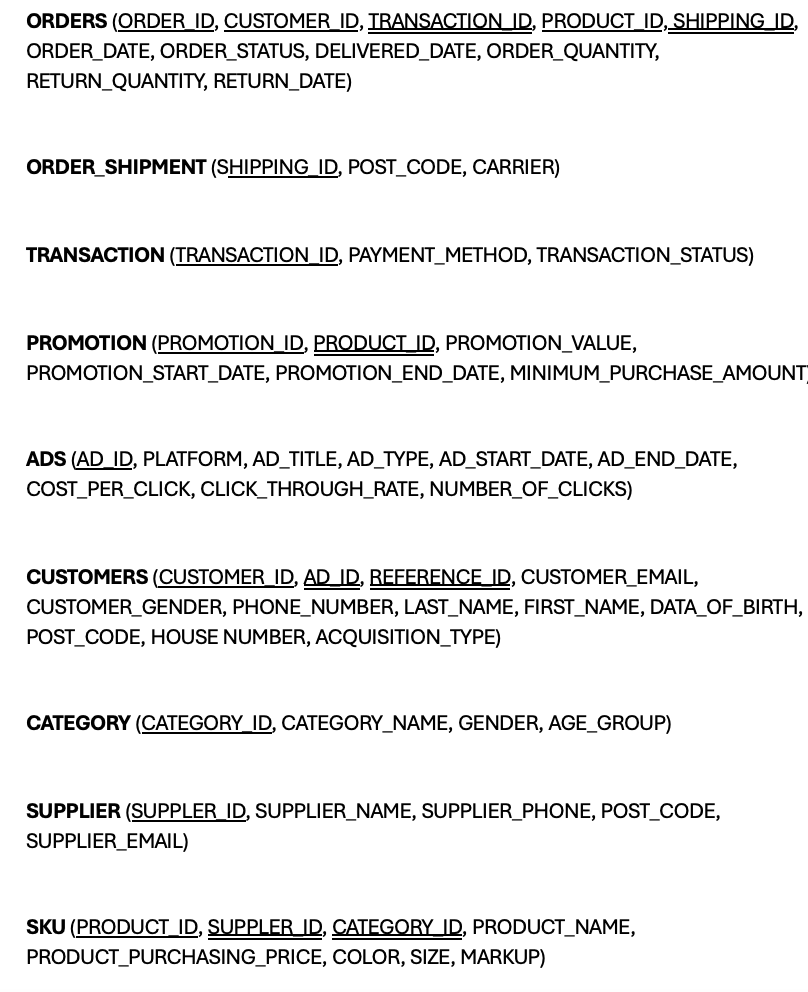 ORDERS (ORDER_ID, CUSTOMER_ID, TRANSACTION_ID, PRODUCT_ID, SHIPPING_ID,
ORDER_DATE, ORDER_STATUS, DELIVERED_DATE, ORDER_QUANTITY,
RETURN_QUANTITY, RETURN_DATE)
ORDER_SHIPMENT (SHIPPING_ID, POST_CODE, CARRIER)
TRANSACTION (TRANSACTION_ID, PAYMENT_METHOD, TRANSACTION_STATUS)
PROMOTION (PROMOTION_ID, PRODUCT_ID, PROMOTION_VALUE,
PROMOTION_START_DATE, PROMOTION_END_DATE, MINIMUM_PURCHASE_AMOUNT)
ADS (AD_ID, PLATFORM, AD_TITLE, AD_TYPE, AD_START_DATE, AD_END_DATE,
COST_PER_CLICK, CLICK_THROUGH_RATE, NUMBER_OF_CLICKS)
CUSTOMERS (CUSTOMER_ID, AD_ID, REFERENCE_ID, CUSTOMER_EMAIL,
CUSTOMER_GENDER, PHONE_NUMBER, LAST_NAME, FIRST_NAME, DATA_OF_BIRTH,
POST_CODE, HOUSE NUMBER, ACQUISITION_TYPE)
CATEGORY (CATEGORY_ID, CATEGORY_NAME, GENDER, AGE_GROUP)
SUPPLIER (SUPPLER_ID, SUPPLIER_NAME, SUPPLIER_PHONE, POST_CODE,
SUPPLIER_EMAIL)
SKU (PRODUCT_ID, SUPPLER_ID, CATEGORY_ID, PRODUCT_NAME,
PRODUCT_PURCHASING_PRICE, COLOR, SIZE, MARKUP)